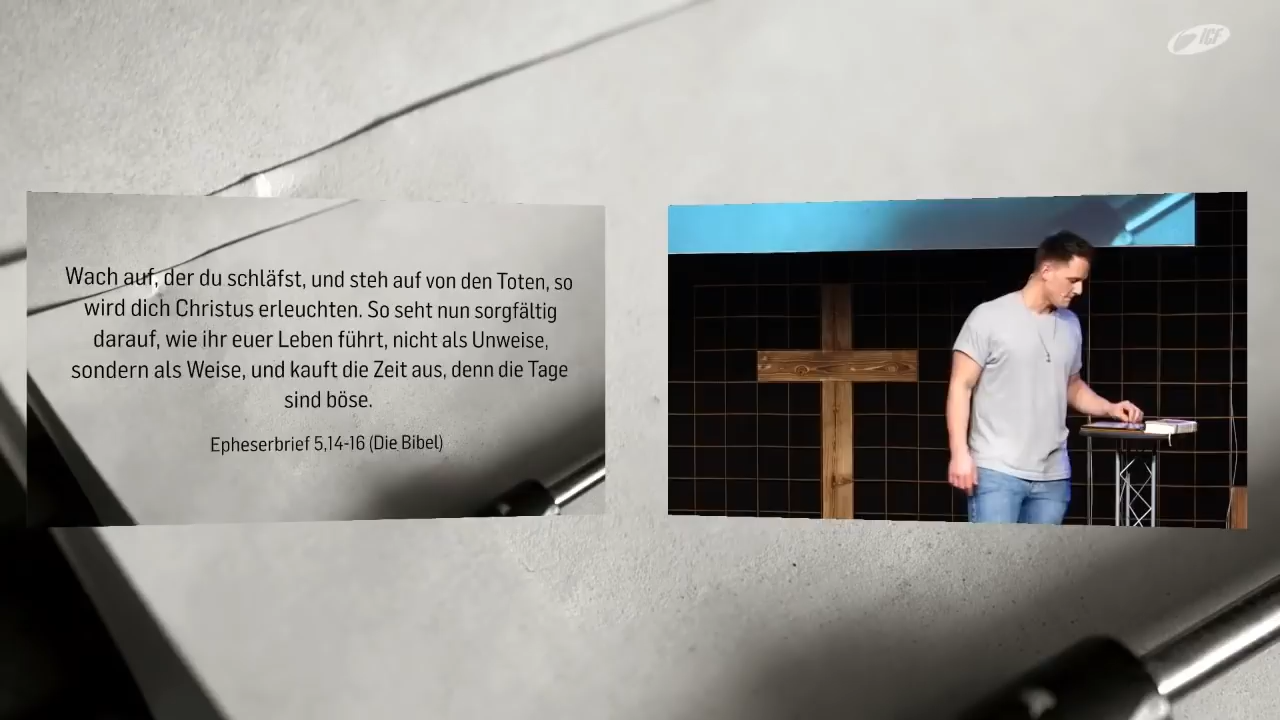 ICF
Wach auf, der du schläfst, und steh auf von den Toten, so
wird dich Christus erleuchten. So seht nun sorgfältig
darauf, wie ihr euer Leben führt, nicht als Unweise,
sondern als Weise, und kauft die Zeit aus, denn die Tage
sind böse.
Epheserbrief 5,14-16 (Die Bibel)